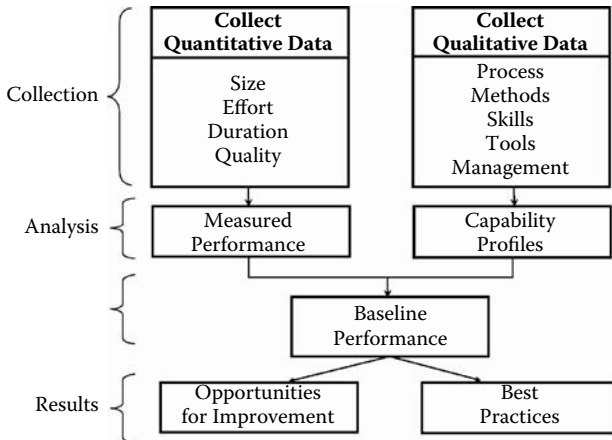 Collect
Quantitative Data
Size
Effort
Duration
Quality
Collect
Qualitative Data
Process
Methods
Skills
Tools
Management
Collection
Analysis
Measured
Performance
Capability
Profiles
Baseline
Performance
Results
Opportunities
for Improvement
Best
Practices